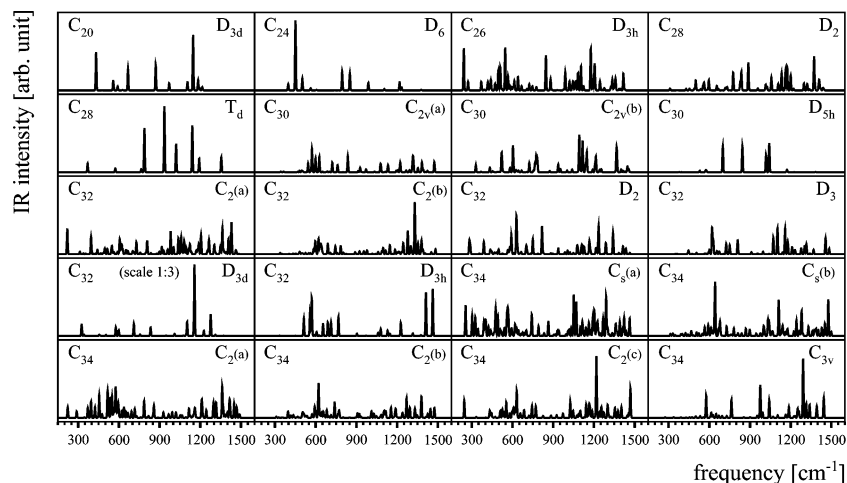 IR intensity [arb. unit]
C20 D3d
C24 D6
C26 D3h
C28 D2
C28 Td
C30 C2v(a)
C30 C2v(b)
C30 D5h
C32 C2(a)
C32 C2(b)
C32 D2
C32 D3
C32 (scale 1:3) D3d
C32 D3h
C34 Cs(a)
C34 Cs(b)
C34 C2(a)
C34 C2(b)
C34 C2(c)
C34 C3v
300 600 900 1200 1500 300 600 900 1200 1500 300 600 900 1200 1500 300 600 900 1200 1500
frequency [cm-1]